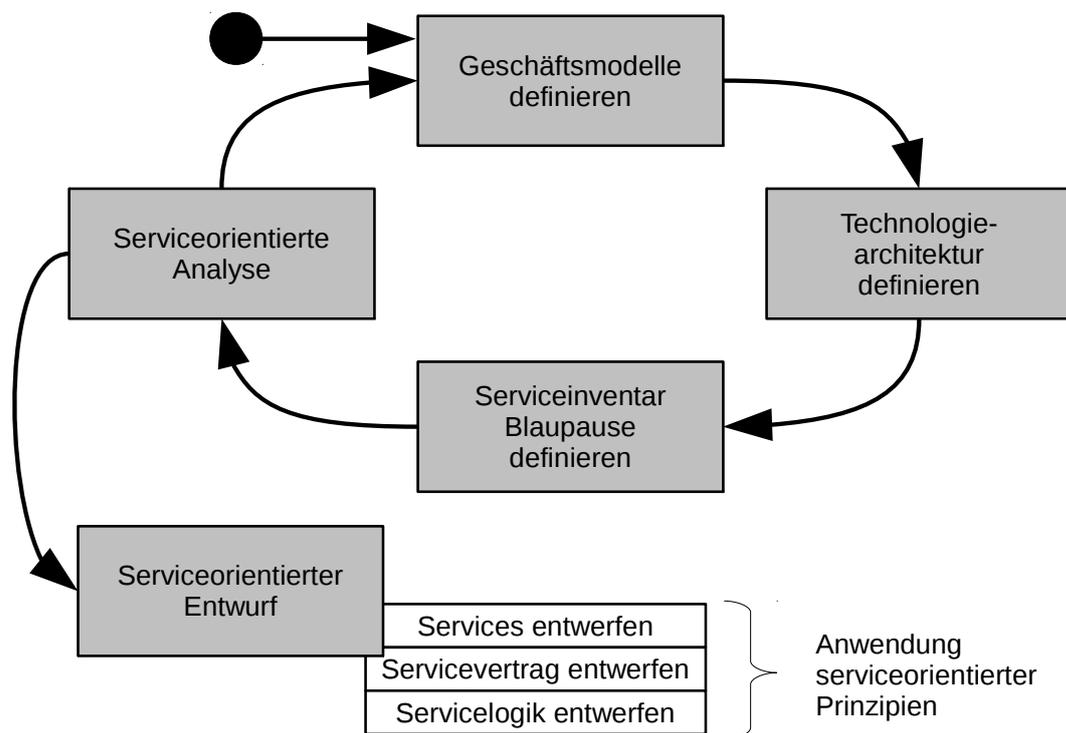 Geschäftsmodelle
definieren
Serviceorientierte
Analyse
Technologie-
architektur
definieren
Serviceinventar
Blaupause
definieren
Serviceorientierter
Entwurf
Services entwerfen
Servicevertrag entwerfen
Servicelogik entwerfen
Anwendung
serviceorientierter
Prinzipien